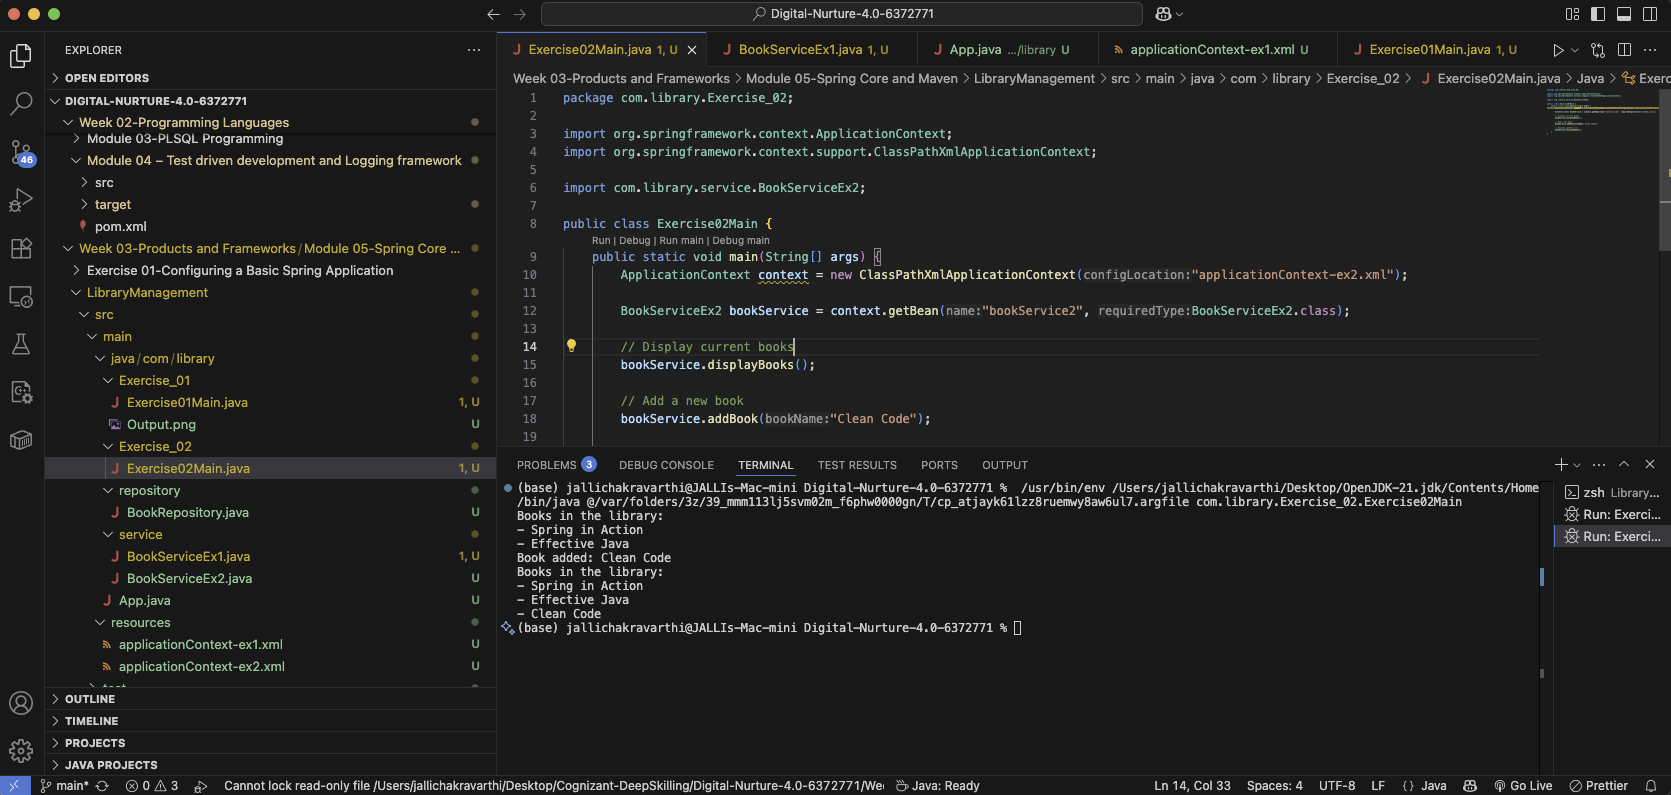 Digital-Nurture-4.0-6372771
EXPLORER
OPEN EDITORS
DIGITAL-NURTURE-4.0-6372771
Week 02-Programming Languages
Module 03-PLSQL Programming
Module 04 – Test driven development and Logging framework
src
target
pom.xml
Week 03-Products and Frameworks / Module 05-Spring Core ...
Exercise 01-Configuring a Basic Spring Application
LibraryManagement
src
main
java / com / library
Exercise_01
Exercise01Main.java 1, U
Output.png U
Exercise_02
Exercise02Main.java 1, U
repository
BookRepository.java U
service
BookServiceEx1.java 1, U
BookServiceEx2.java U
App.java U
resources
applicationContext-ex1.xml U
applicationContext-ex2.xml U
test
OUTLINE
TIMELINE
PROJECTS
JAVA PROJECTS
46
Exercise02Main.java 1, U
BookServiceEx1.java 1, U
App.java .../library U
applicationContext-ex1.xml U
Exercise01Main.java 1, U
Week 03-Products and Frameworks > Module 05-Spring Core and Maven > LibraryManagement > src > main > java > com > library > Exercise_02 > Exercise02Main.java > Java > Exerc
1 package com.library.Exercise_02;
2
3 import org.springframework.context.ApplicationContext;
4 import org.springframework.context.support.ClassPathXmlApplicationContext;
5
6 import com.library.service.BookServiceEx2;
7
8 public class Exercise02Main {
Run | Debug | Run main | Debug main
9 public static void main(String[] args) {
10 ApplicationContext context = new ClassPathXmlApplicationContext(configLocation:"applicationContext-ex2.xml");
11
12 BookServiceEx2 bookService = context.getBean(name:"bookService2", requiredType:BookServiceEx2.class);
13
14 // Display current books
15 bookService.displayBooks();
16
17 // Add a new book
18 bookService.addBook(bookName:"Clean Code");
19
PROBLEMS 3 DEBUG CONSOLE TERMINAL TEST RESULTS PORTS OUTPUT
(base) jallichakravarthi@JALLIs-Mac-mini Digital-Nurture-4.0-6372771 % /usr/bin/env /Users/jallichakravarthi/Desktop/OpenJDK-21.jdk/Contents/Home
/bin/java @/var/folders/3z/39_mmm113lj5svm02m_f6phw0000gn/T/cp_atjayk61lzz8ruemwy8aw6ul7.argfile com.library.Exercise_02.Exercise02Main
Books in the library:
- Spring in Action
- Effective Java
Book added: Clean Code
Books in the library:
- Spring in Action
- Effective Java
- Clean Code
(base) jallichakravarthi@JALLIs-Mac-mini Digital-Nurture-4.0-6372771 %
zsh Library...
Run: Exerci...
Run: Exerci...
main* 0 3 Cannot lock read-only file /Users/jallichakravarthi/Desktop/Cognizant-DeepSkilling/Digital-Nurture-4.0-6372771/We Java: Ready Ln 14, Col 33 Spaces: 4 UTF-8 LF {} Java Go Live Prettier